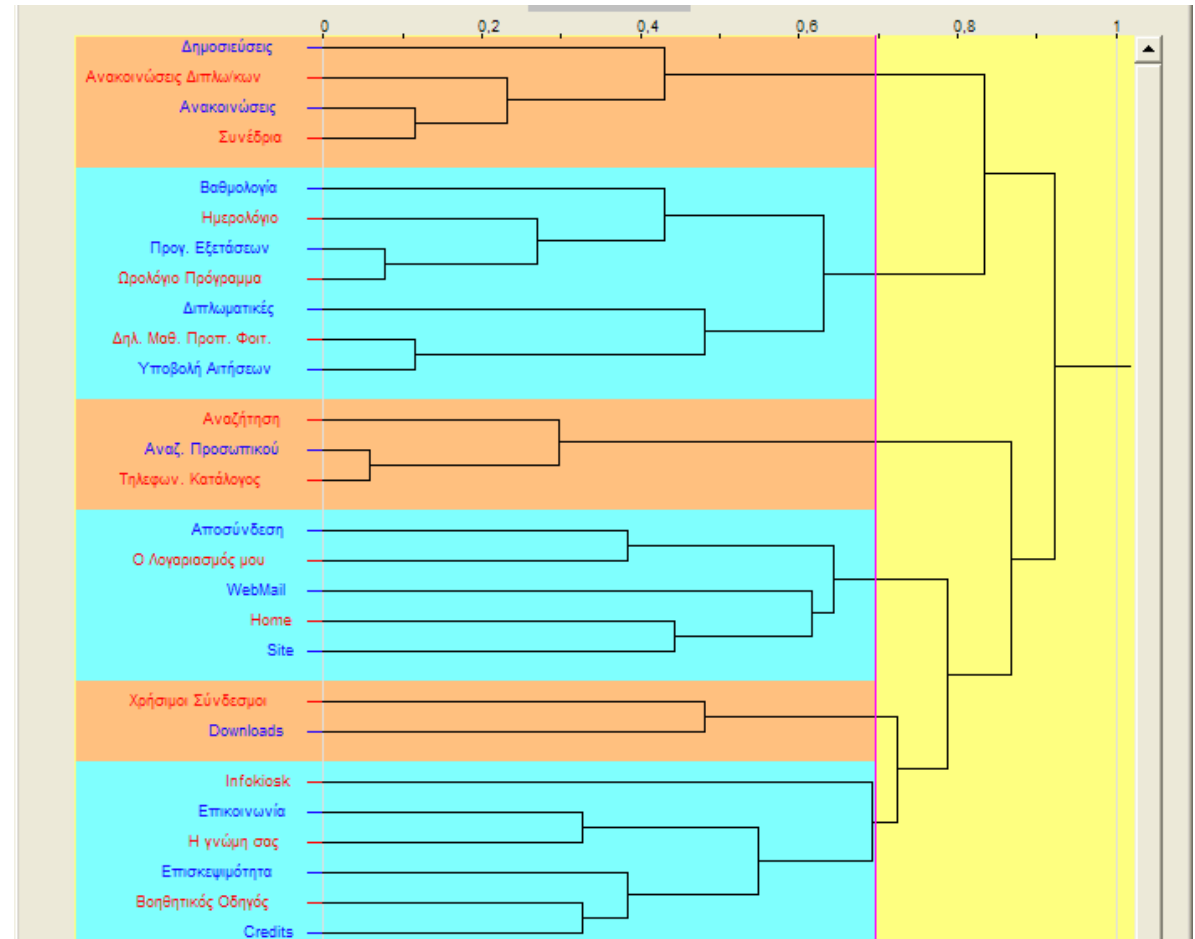 0 0,2 0,4 0,6 0,8 1
Δημοσιεύσεις
Ανακοινώσεις Διπλω/κων
Ανακοινώσεις
Συνέδρια
Βαθμολογία
Ημερολόγιο
Προγ. Εξετάσεων
Ωρολόγιο Πρόγραμμα
Διπλωματικές
Δηλ. Μαθ. Προπ. Φοιτ.
Υποβολή Αιτήσεων
Αναζήτηση
Αναζ. Προσωπικού
Τηλεφων. Κατάλογος
Αποσύνδεση
Ο Λογαριασμός μου
WebMail
Home
Site
Χρήσιμοι Σύνδεσμοι
Downloads
Infokiosk
Επικοινωνία
Η γνώμη σας
Επισκεψιμότητα
Βοηθητικός Οδηγός
Credits